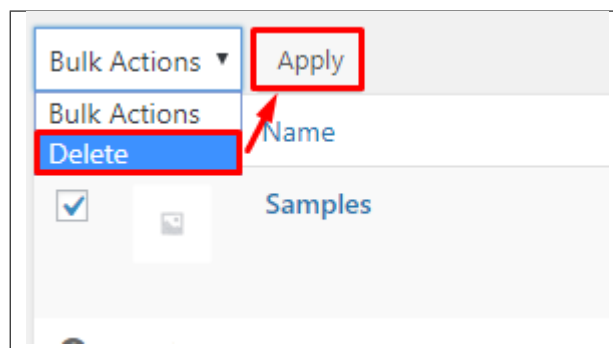 Bulk Actions ▼ Apply
Bulk Actions
Delete
Name
Samples